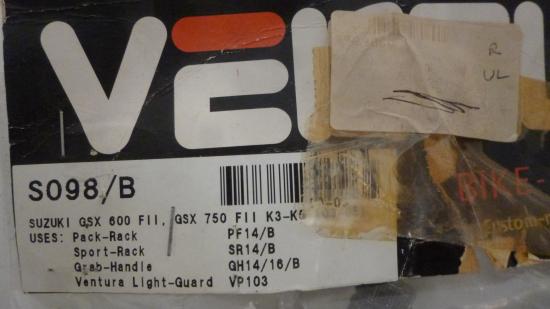 R
UL
BIKE-
S098/B
SUZUKI GSX 600 FII, GSX 750 FII
USES: Pack-Rack PF14/B
Sport-Rack SR14/B
Grab-Handle GH14/16/B
Ventura Light-Guard VP103